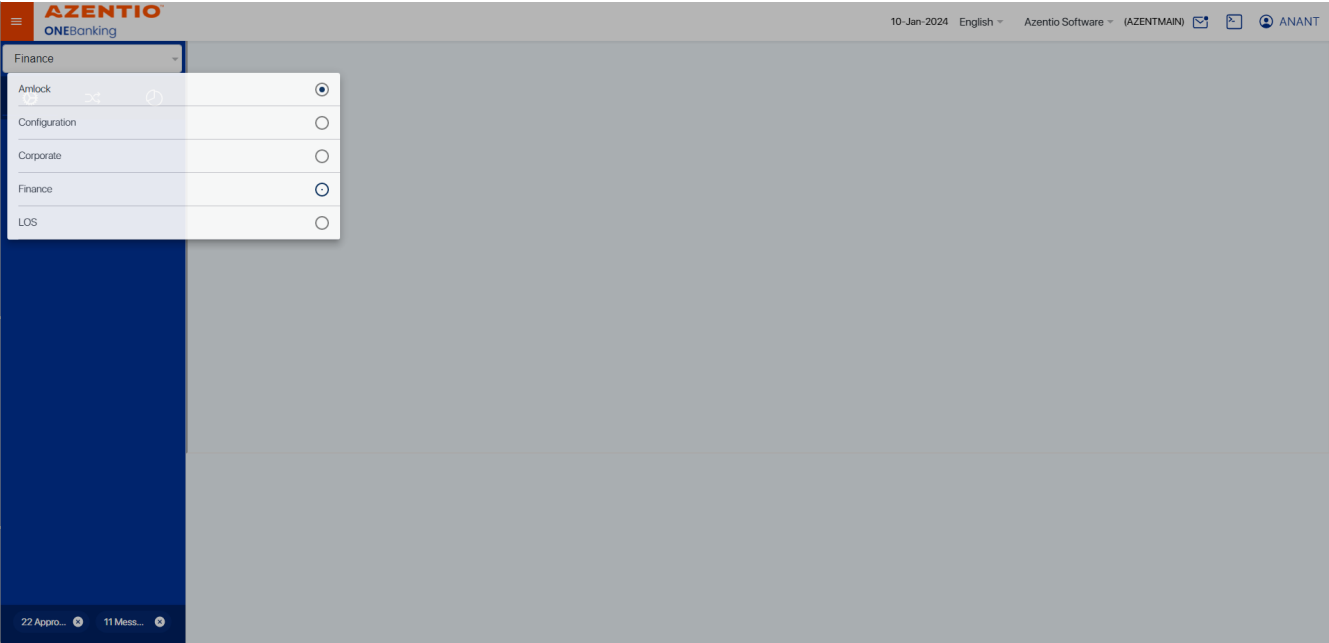 AZENTIO
ONEBanking
10-Jan-2024 English Azentio Software (AZENTMAIN) ANANT
Finance
Amlock
Configuration
Corporate
Finance
LOS
22 Appro... 11 Mess...